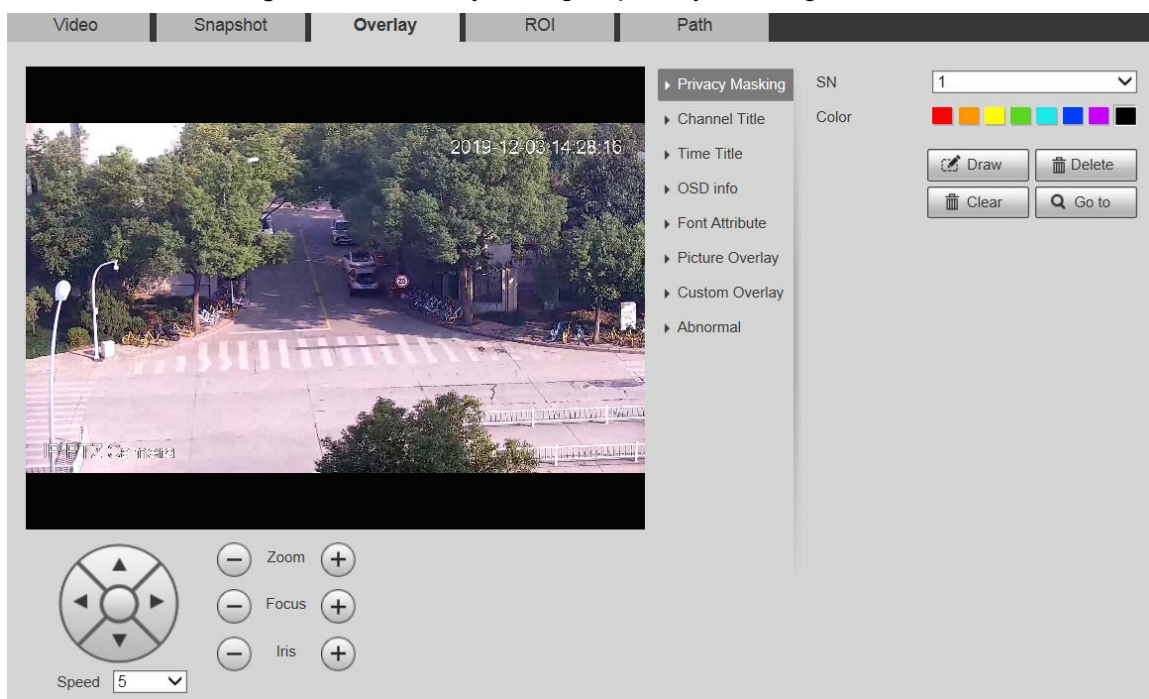 Video Snapshot Overlay ROI Path
2019-12-03 14:28:16
20
IP PTZ Camera
Privacy Masking
Channel Title
Time Title
OSD info
Font Attribute
Picture Overlay
Custom Overlay
Abnormal
SN 1
Color
Draw Delete
Clear Go to
Zoom
Focus
Iris
Speed 5